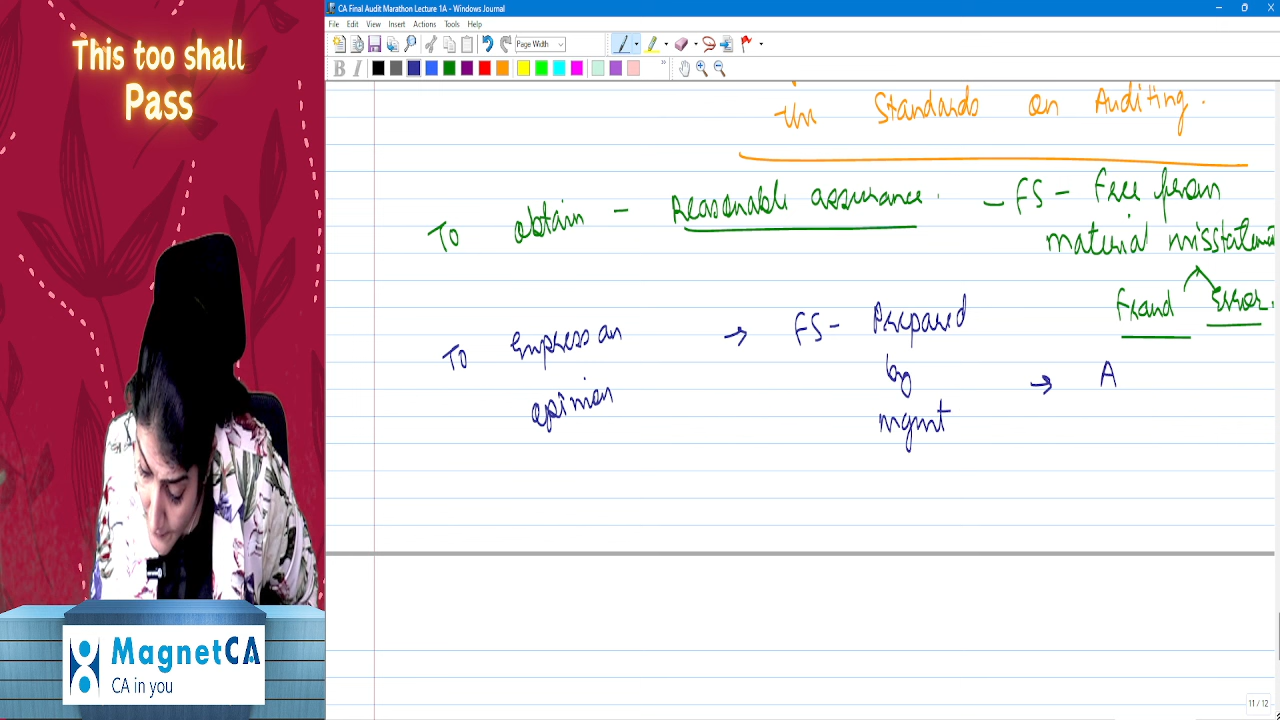 This too shall
Pass
MagnetCA
CA in you
CA Final Audit Marathon Lecture 1A - Windows Journal
File Edit View Insert Actions Tools Help
Page Width
B I
in Standards on Auditing.
To obtain - Reasonable assurance. - FS - Free from
material misstatement
Fraud Error.
To Express an → FS- Prepared
opinion by → A
mgmt
11 / 12